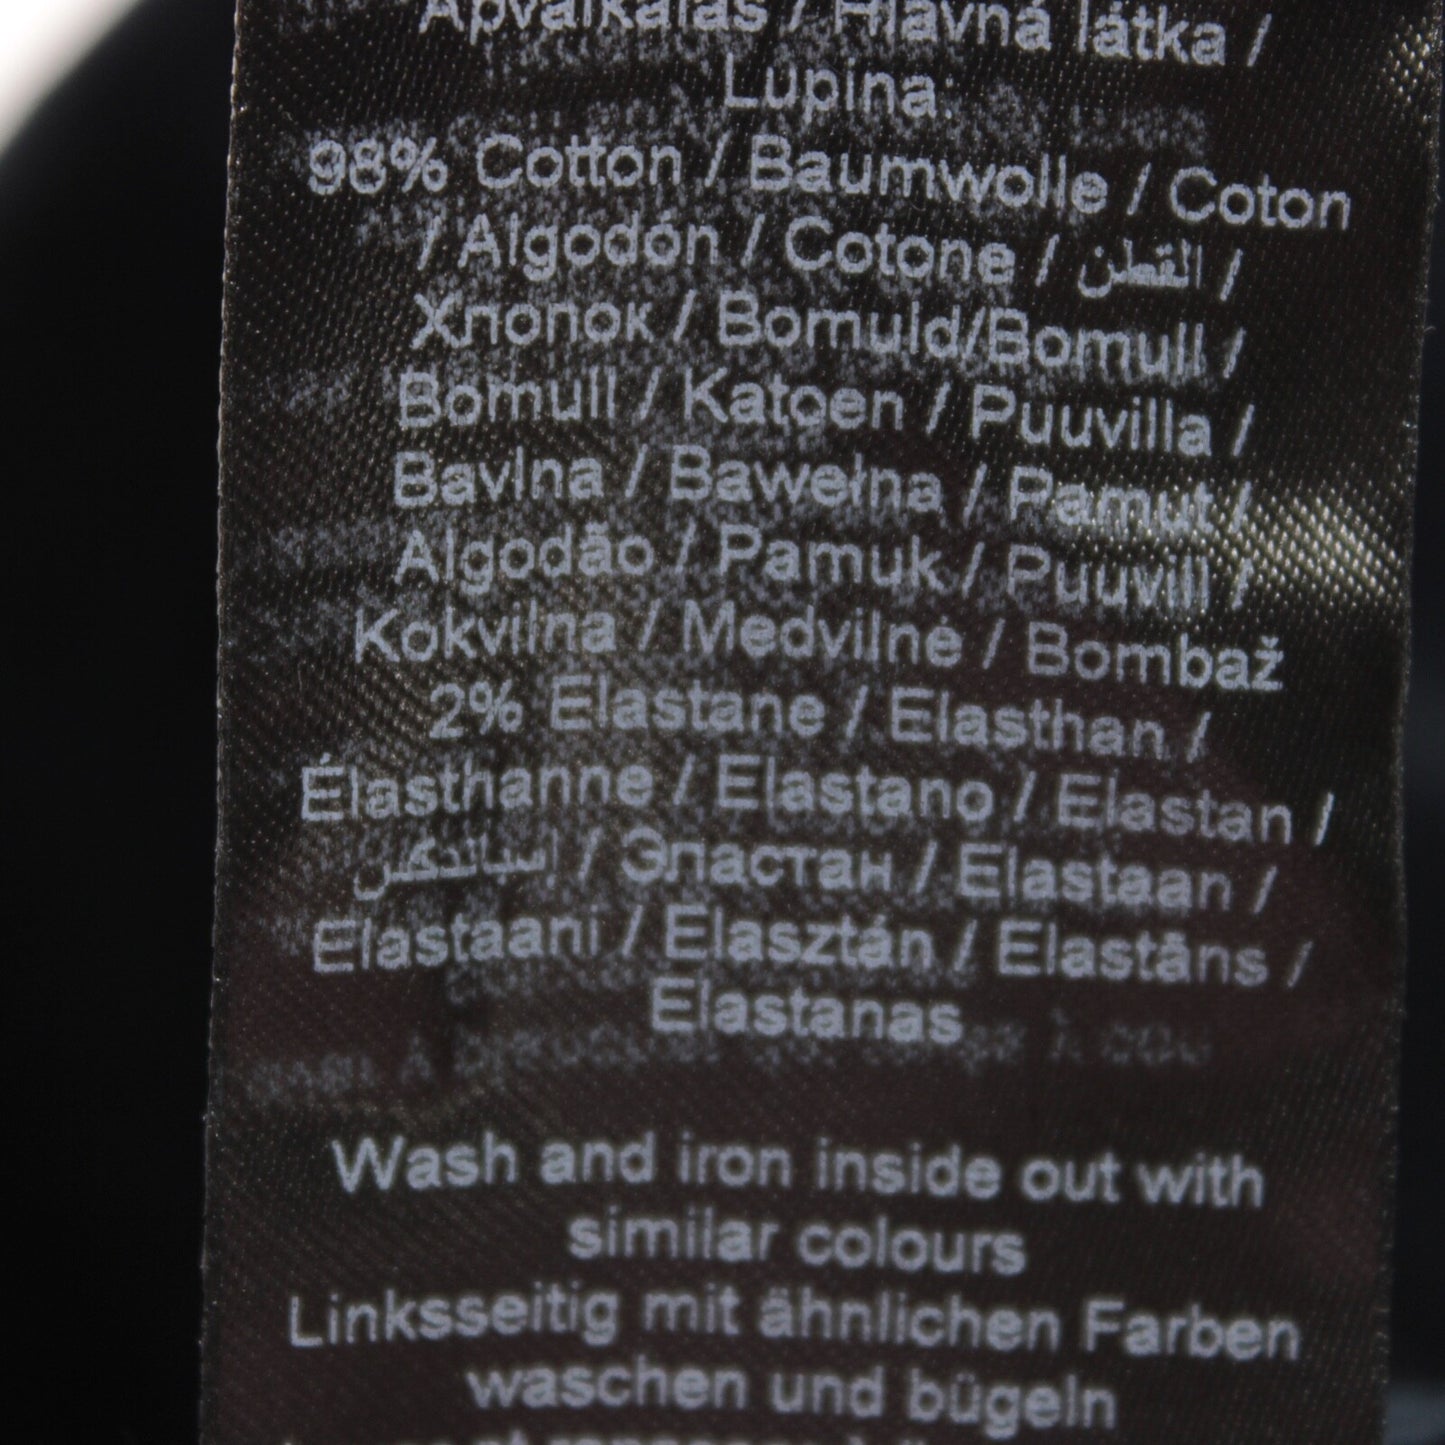 Apvalkalas / Hlavná látka /
Lupina:
98% Cotton / Baumwolle / Coton
/ Algodón / Cotone / القطن /
Хлопок / Bomuld/Bomull /
Bomull / Katoen / Puuvilla /
Bavlna / Bawełna / Pamut /
Algodão / Pamuk / Puuvill /
Kokvilna / Medvilnė / Bombaž
2% Elastane / Elasthan /
Élasthanne / Elastano / Elastan /
إسباندكس / Эластан / Elastaan /
Elastaani / Elasztán / Elastāns /
Elastanas
Wash and iron inside out with
similar colours
Linksseitig mit ähnlichen Farben
waschen und bügeln